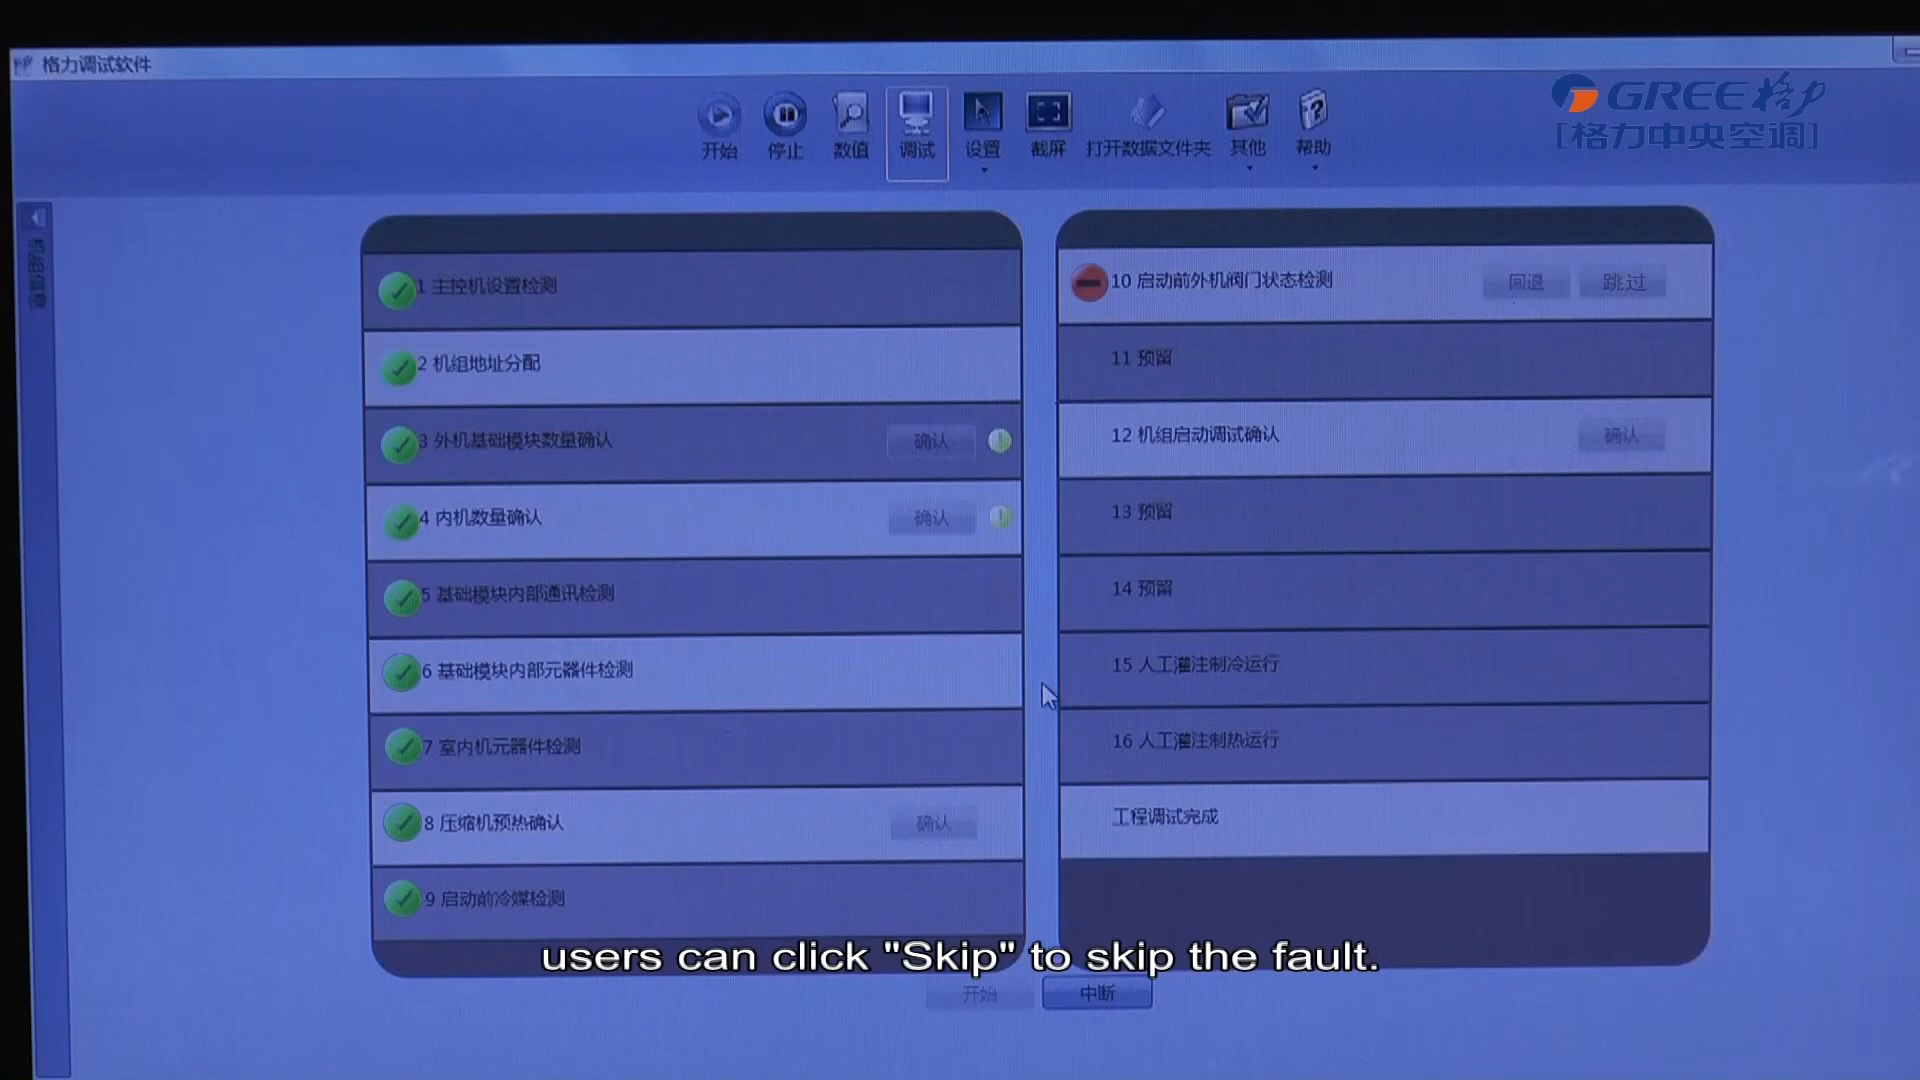 格力调试软件
GREE格力
[格力中央空调]
开始 停止 数值 调试 设置 截屏 打开数据文件夹 其他 帮助
机组信息
1 主控机设置检测
2 机组地址分配
3 外机基础模块数量确认 确认
4 内机数量确认 确认
5 基础模块内部通讯检测
6 基础模块内部元器件检测
7 室内机元器件检测
8 压缩机预热确认 确认
9 启动前冷媒检测
10 启动前外机阀门状态检测 回退 跳过
11 预留
12 机组启动调试确认 确认
13 预留
14 预留
15 人工灌注制冷运行
16 人工灌注制热运行
工程调试完成
users can click "Skip" to skip the fault.
开始 中断